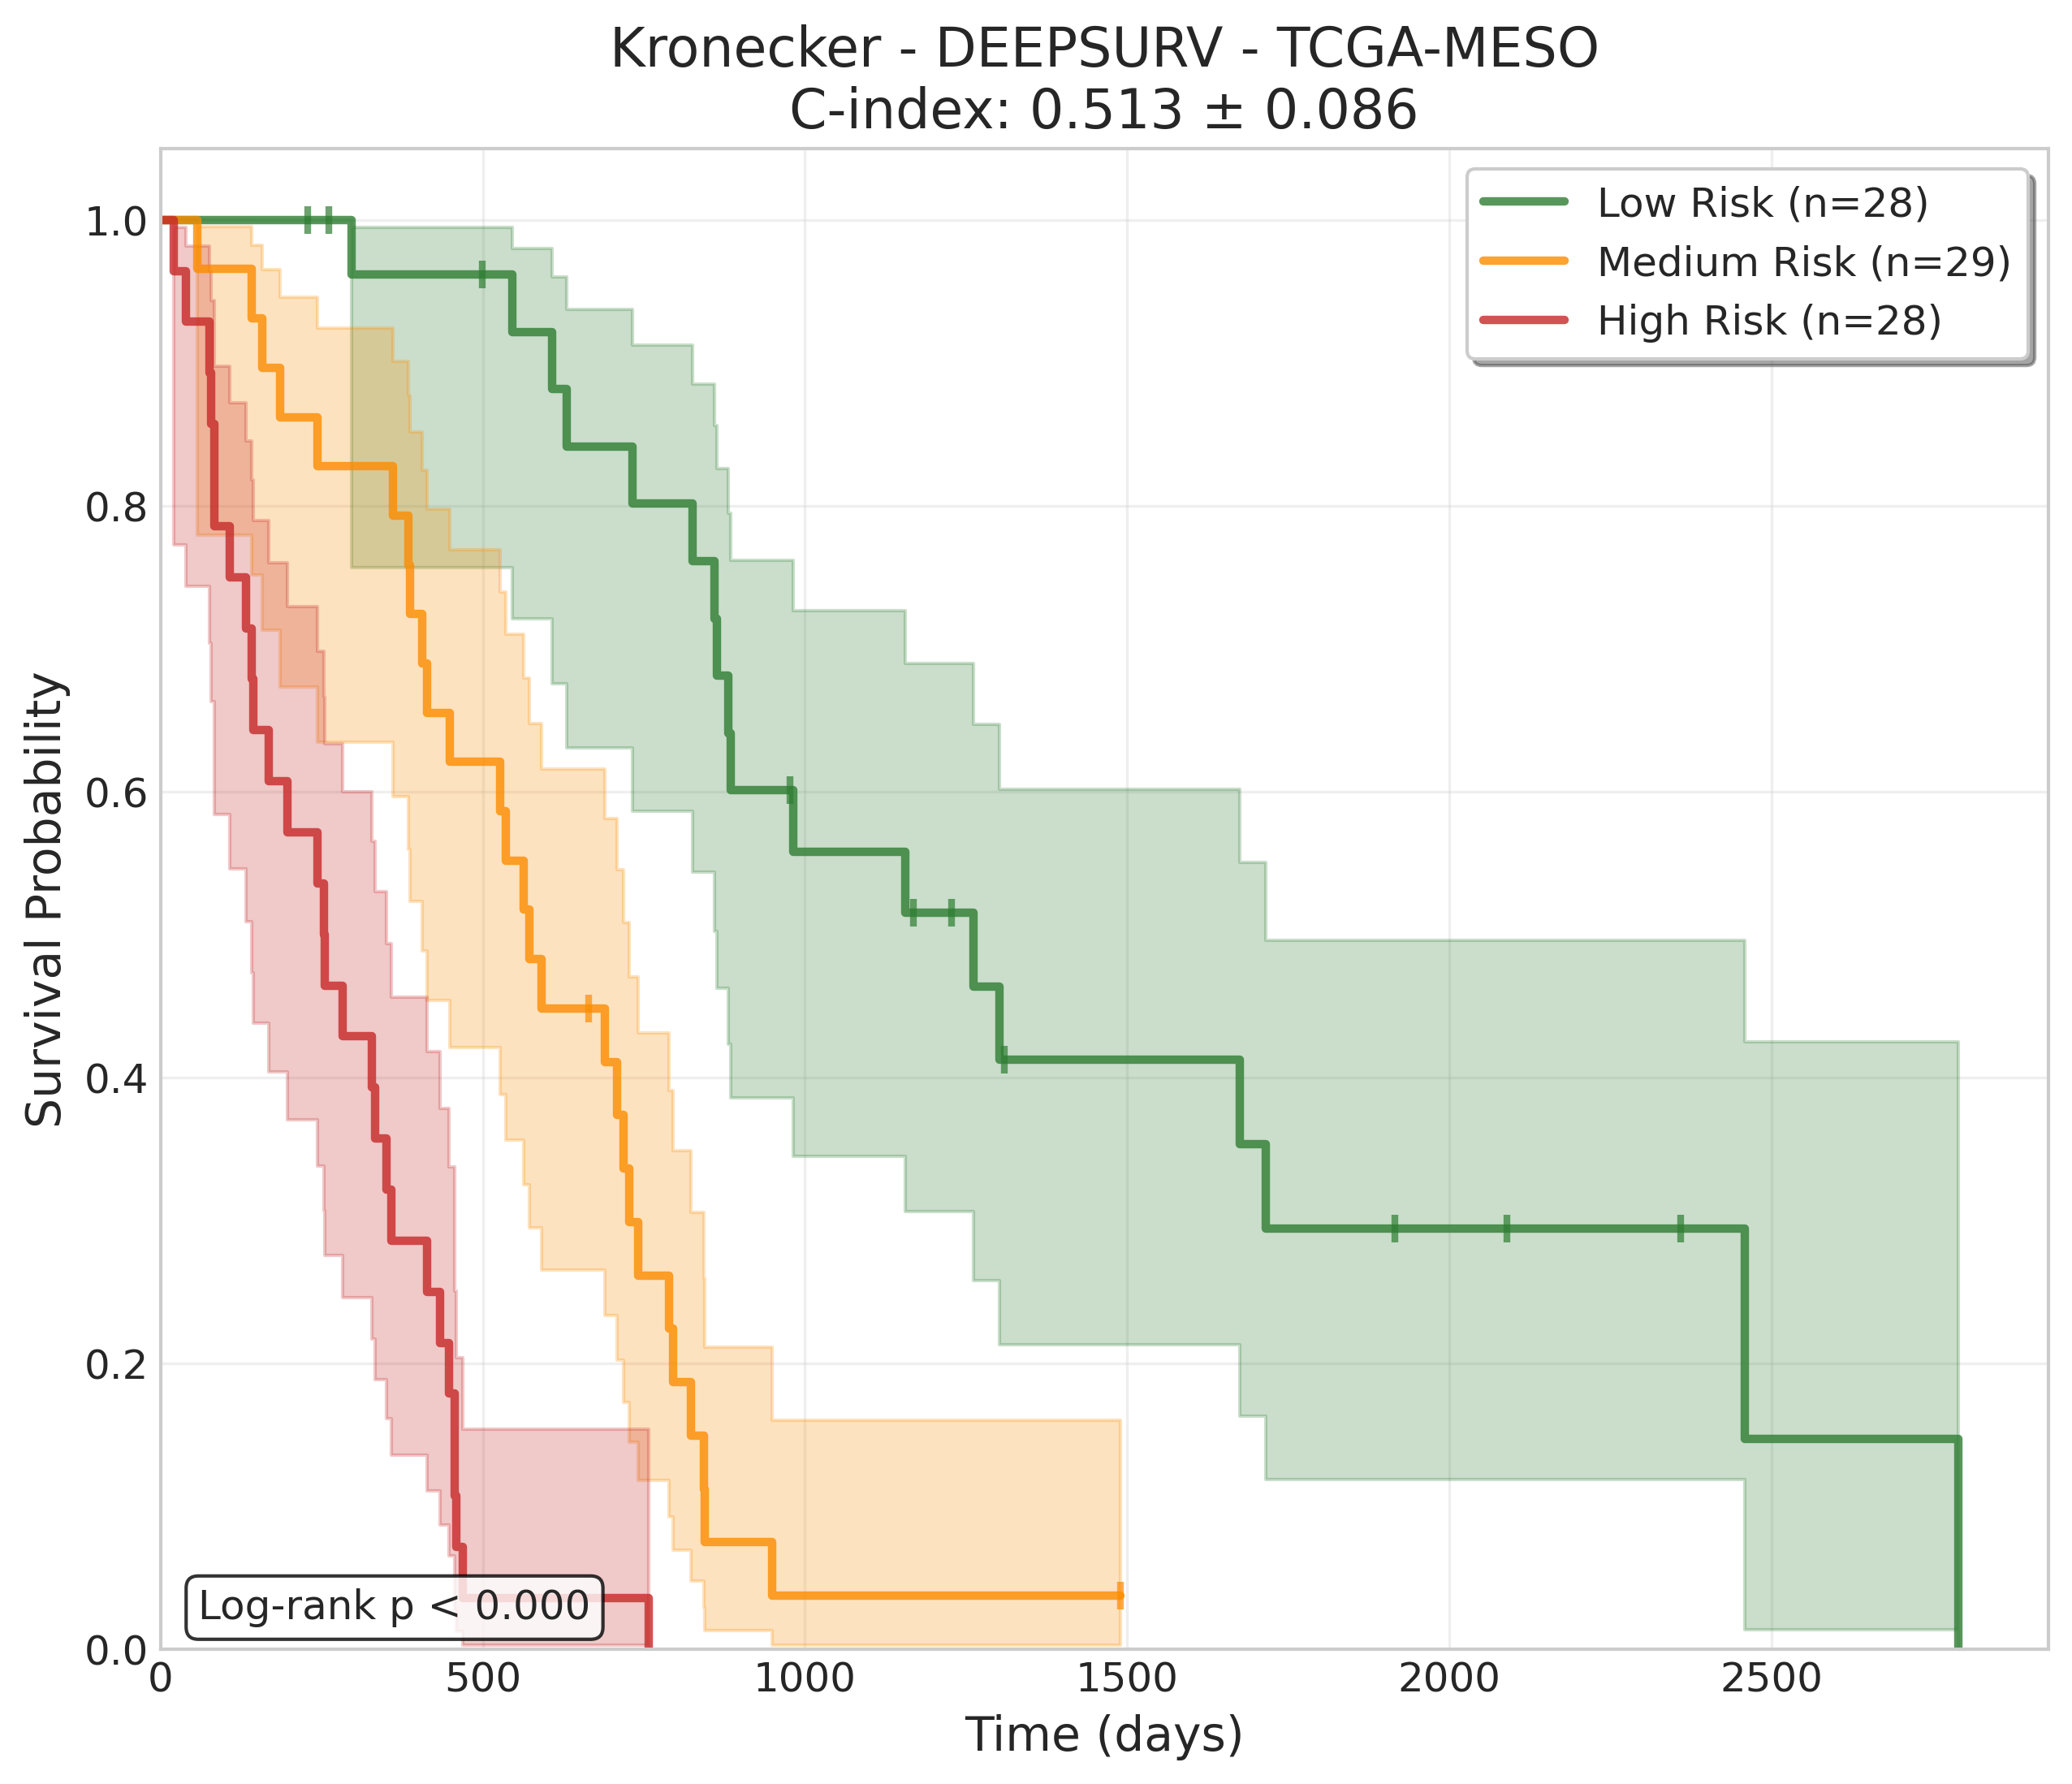 Kronecker - DEEPSURV - TCGA-MESO
C-index: 0.513 ± 0.086
Low Risk (n=28)
Medium Risk (n=29)
High Risk (n=28)
Survival Probability
1.0
0.8
0.6
0.4
0.2
0.0
Log-rank p < 0.000
0 500 1000 1500 2000 2500
Time (days)